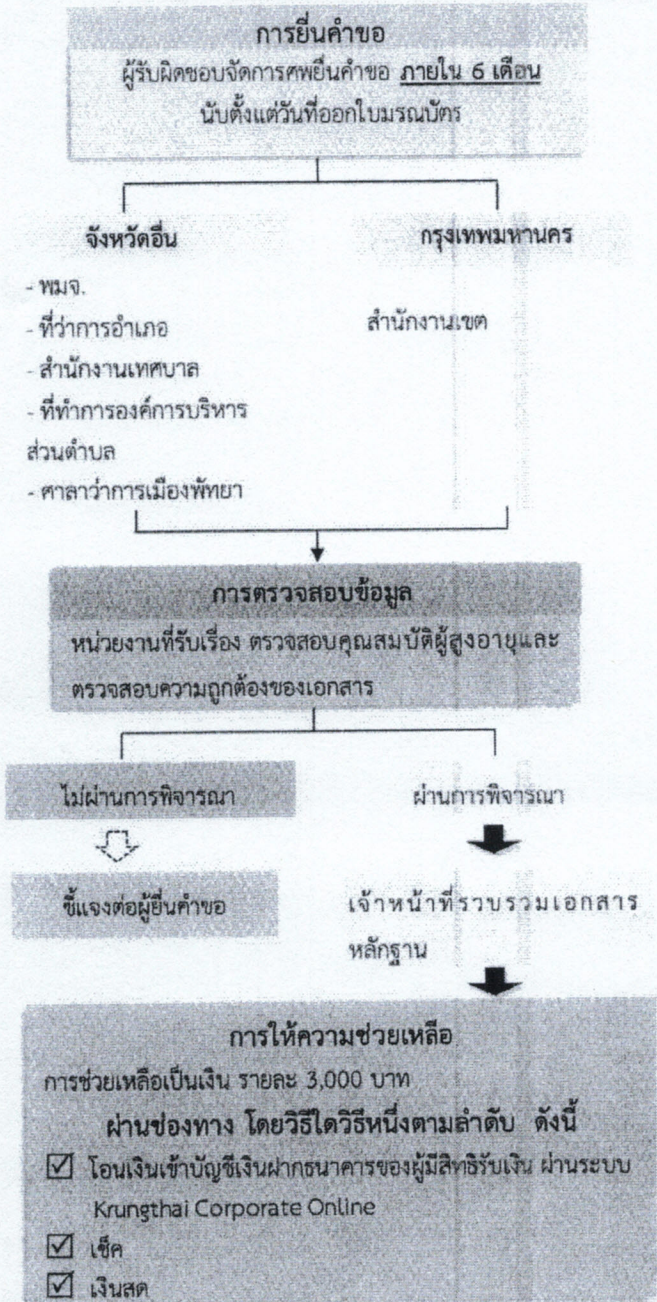 การยื่นคำขอ
ผู้รับผิดชอบจัดการศพยื่นคำขอ ภายใน 6 เดือน
นับตั้งแต่วันที่ออกใบมรณบัตร
จังหวัดอื่น
- พมจ.
- ที่ว่าการอำเภอ
- สำนักงานเทศบาล
- ที่ทำการองค์การบริหาร
ส่วนตำบล
- ศาลาว่าการเมืองพัทยา
กรุงเทพมหานคร
สำนักงานเขต
การตรวจสอบข้อมูล
หน่วยงานที่รับเรื่อง ตรวจสอบคุณสมบัติผู้สูงอายุและ
ตรวจสอบความถูกต้องของเอกสาร
ไม่ผ่านการพิจารณา
ชี้แจงต่อผู้ยื่นคำขอ
ผ่านการพิจารณา
เจ้าหน้าที่รวบรวมเอกสาร
หลักฐาน
การให้ความช่วยเหลือ
การช่วยเหลือเป็นเงิน รายละ 3,000 บาท
ผ่านช่องทาง โดยวิธีใดวิธีหนึ่งตามลำดับ ดังนี้
☑ โอนเงินเข้าบัญชีเงินฝากธนาคารของผู้มีสิทธิรับเงิน ผ่านระบบ
Krungthai Corporate Online
☑ เช็ค
☑ เงินสด